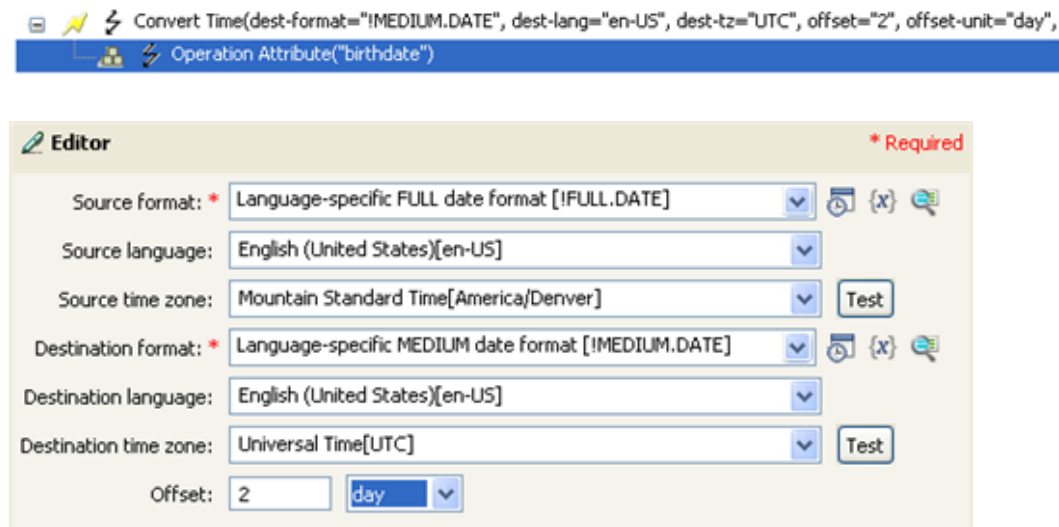 Convert Time(dest-format="!MEDIUM.DATE", dest-lang="en-US", dest-tz="UTC", offset="2", offset-unit="day",
Operation Attribute("birthdate")
Editor * Required
Source format: * Language-specific FULL date format [!FULL.DATE] {x}
Source language: English (United States)[en-US]
Source time zone: Mountain Standard Time[America/Denver] Test
Destination format: * Language-specific MEDIUM date format [!MEDIUM.DATE] {x}
Destination language: English (United States)[en-US]
Destination time zone: Universal Time[UTC] Test
Offset: 2 day